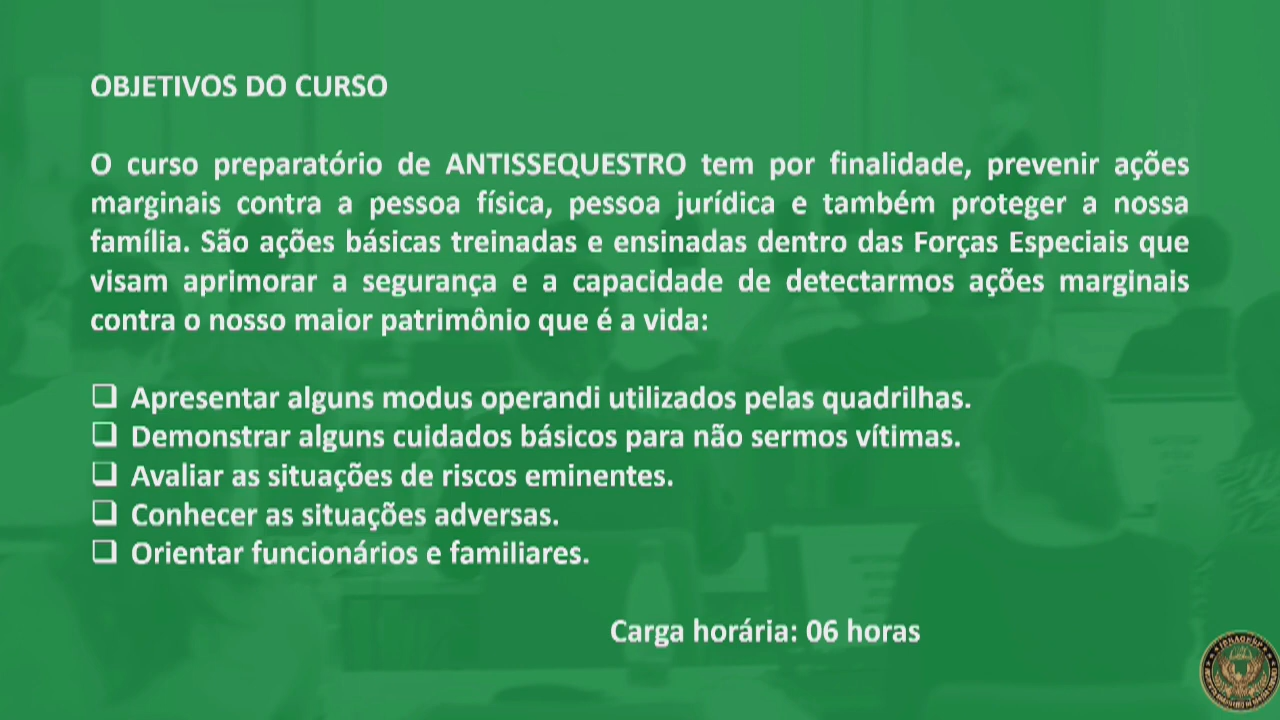 OBJETIVOS DO CURSO
O curso preparatório de ANTISSEQUESTRO tem por finalidade, prevenir ações
marginais contra a pessoa física, pessoa jurídica e também proteger a nossa
família. São ações básicas treinadas e ensinadas dentro das Forças Especiais que
visam aprimorar a segurança e a capacidade de detectarmos ações marginais
contra o nosso maior patrimônio que é a vida:
❑ Apresentar alguns modus operandi utilizados pelas quadrilhas.
❑ Demonstrar alguns cuidados básicos para não sermos vítimas.
❑ Avaliar as situações de riscos eminentes.
❑ Conhecer as situações adversas.
❑ Orientar funcionários e familiares.
Carga horária: 06 horas